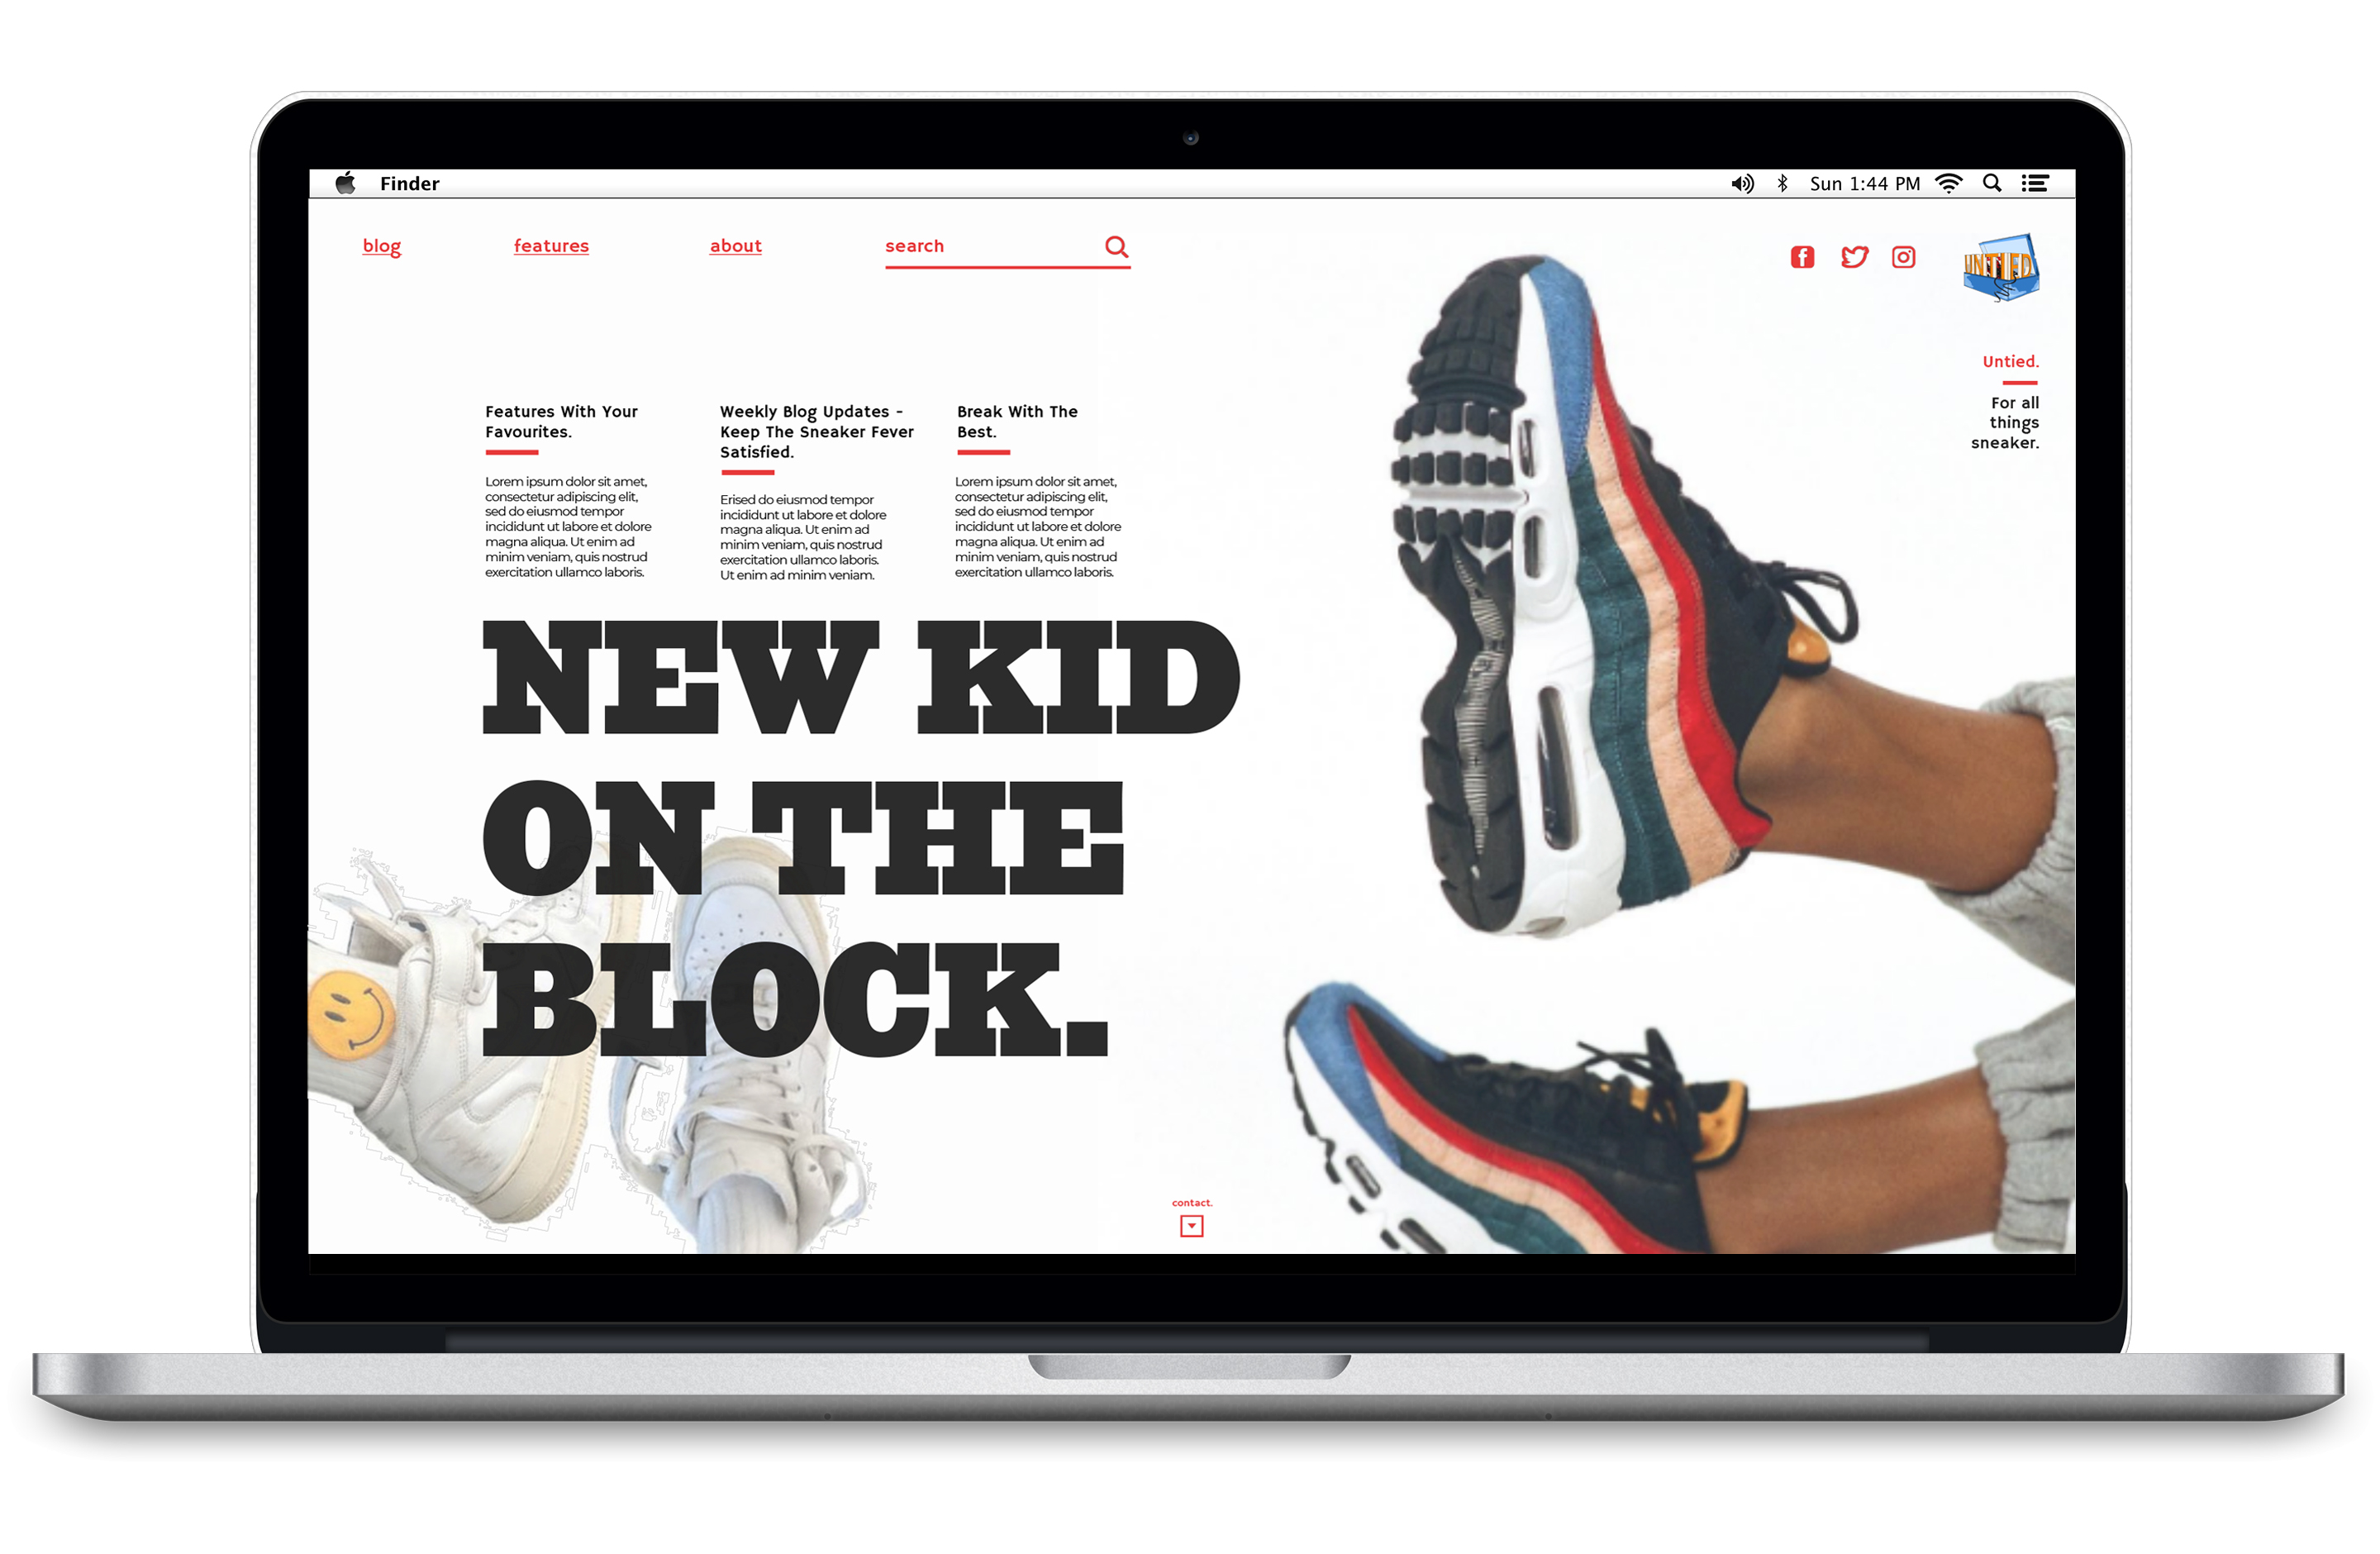 Finder
Sun 1:44 PM
blog
features
about
search
UNTIED.
Untied.
For all
things
sneaker.
Features With Your
Favourites.
Lorem ipsum dolor sit amet,
consectetur adipiscing elit,
sed do eiusmod tempor
incididunt ut labore et dolore
magna aliqua. Ut enim ad
minim veniam, quis nostrud
exercitation ullamco laboris.
Weekly Blog Updates -
Keep The Sneaker Fever
Satisfied.
Erised do eiusmod tempor
incididunt ut labore et dolore
magna aliqua. Ut enim ad
minim veniam, quis nostrud
exercitation ullamco laboris.
Ut enim ad minim veniam.
Break With The
Best.
Lorem ipsum dolor sit amet,
consectetur adipiscing elit,
sed do eiusmod tempor
incididunt ut labore et dolore
magna aliqua. Ut enim ad
minim veniam, quis nostrud
exercitation ullamco laboris.
NEW KID
ON THE
BLOCK.
contact.